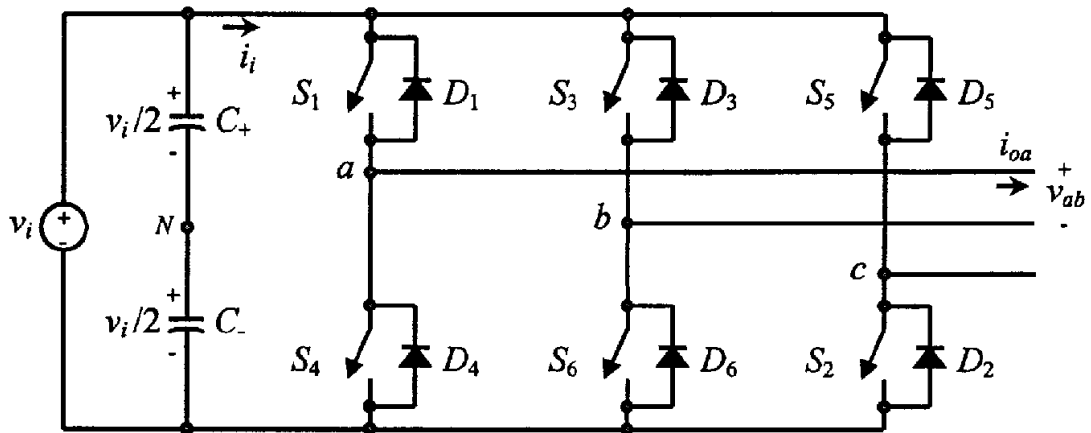 i_i
S_1
D_1
S_3
D_3
S_5
D_5
+
v_i/2
C_+
-
i_oa
a
+
v_ab
-
v_i
+
-
N
b
c
+
v_i/2
C_-
-
S_4
D_4
S_6
D_6
S_2
D_2